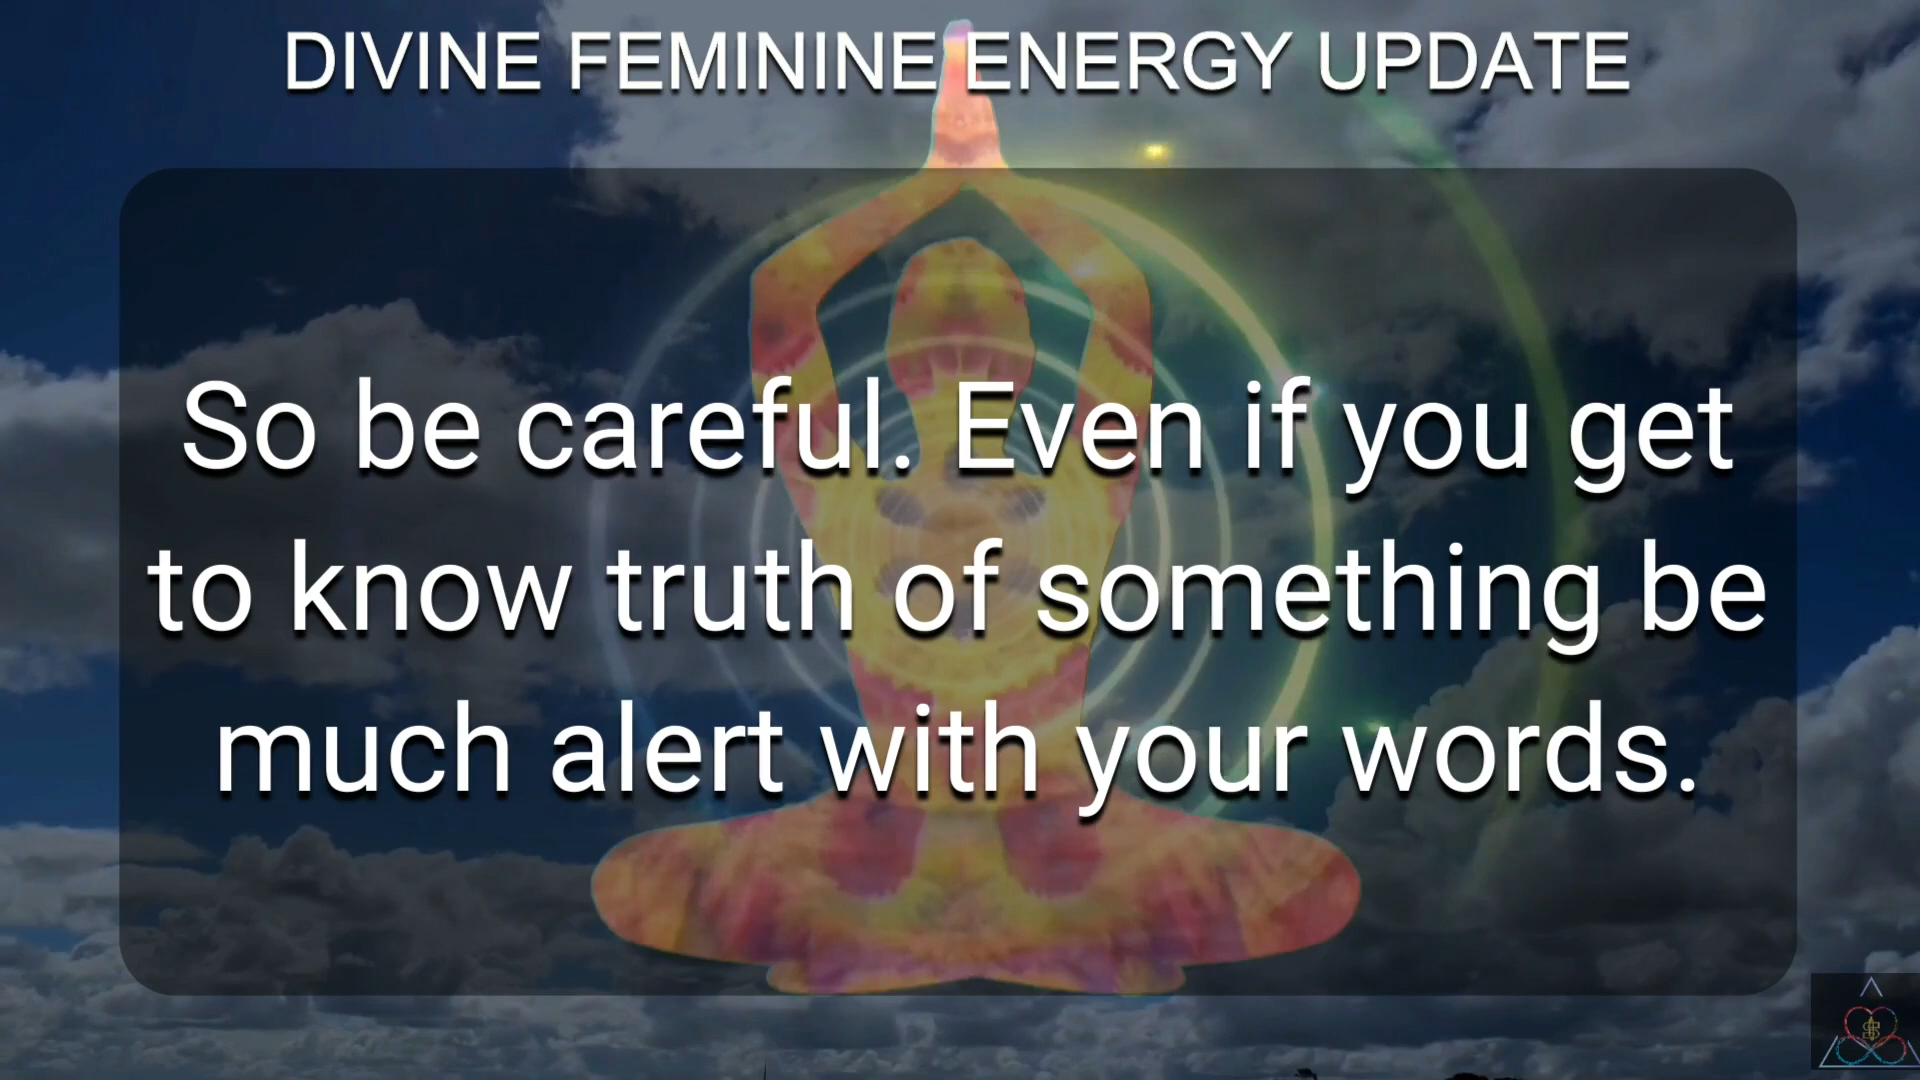 DIVINE FEMININE ENERGY UPDATE
So be careful. Even if you get
to know truth of something be
much alert with your words.